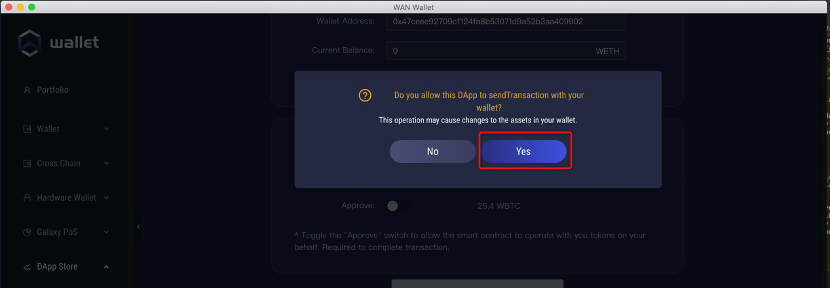 WAN Wallet
Wallet Address: 0x47ceee92709c1124fa8b53071d9a52b3aa409902
wallet
Current Balance: 0 WETH
Portfolio
Do you allow this DApp to sendTransaction with your
wallet?
This operation may cause changes to the assets in your wallet.
Wallet
No Yes
Cross Chain
Hardware Wallet
Approve: 25.4 WBTC
Galaxy PoS
* Toggle the "Approve" switch to allow the smart contract to operate with you tokens on your
behalf. Required to complete transaction.
DApp Store